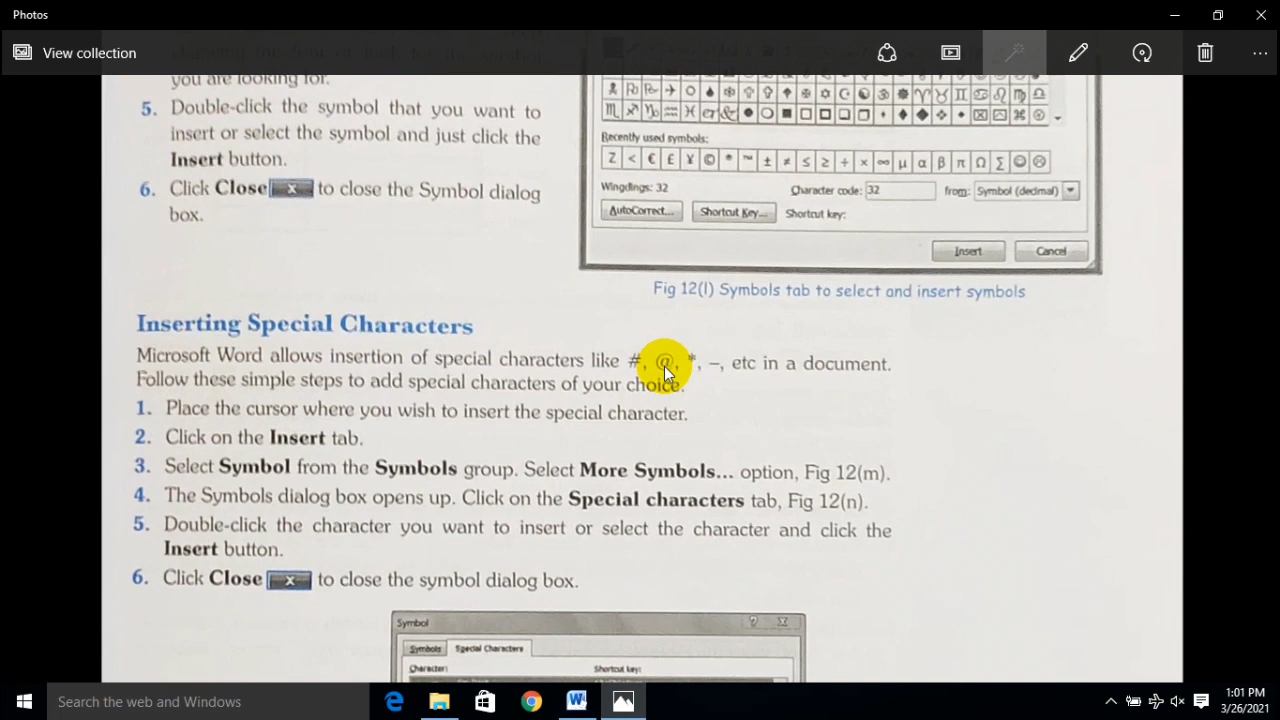 Photos
View collection
you are looking for.
5. Double-click the symbol that you want to
insert or select the symbol and just click the
Insert button.
6. Click Close x to close the Symbol dialog
box.
Recently used symbols:
Z < € £ ¥ © ® ™ ± ≠ ≤ ≥ ÷ × ∞ µ α β π Ω ∑ ☺ ☹
Wingdings: 32
Character code: 32
from: Symbol (decimal)
AutoCorrect...
Shortcut Key...
Shortcut key:
Insert
Cancel
Fig 12(l) Symbols tab to select and insert symbols
Inserting Special Characters
Microsoft Word allows insertion of special characters like #, @, *, –, etc in a document.
Follow these simple steps to add special characters of your choice.
1. Place the cursor where you wish to insert the special character.
2. Click on the Insert tab.
3. Select Symbol from the Symbols group. Select More Symbols... option, Fig 12(m).
4. The Symbols dialog box opens up. Click on the Special characters tab, Fig 12(n).
5. Double-click the character you want to insert or select the character and click the
Insert button.
6. Click Close x to close the symbol dialog box.
Symbol
Symbols
Special Characters
Character:
Shortcut key:
Search the web and Windows
1:01 PM
3/26/2021